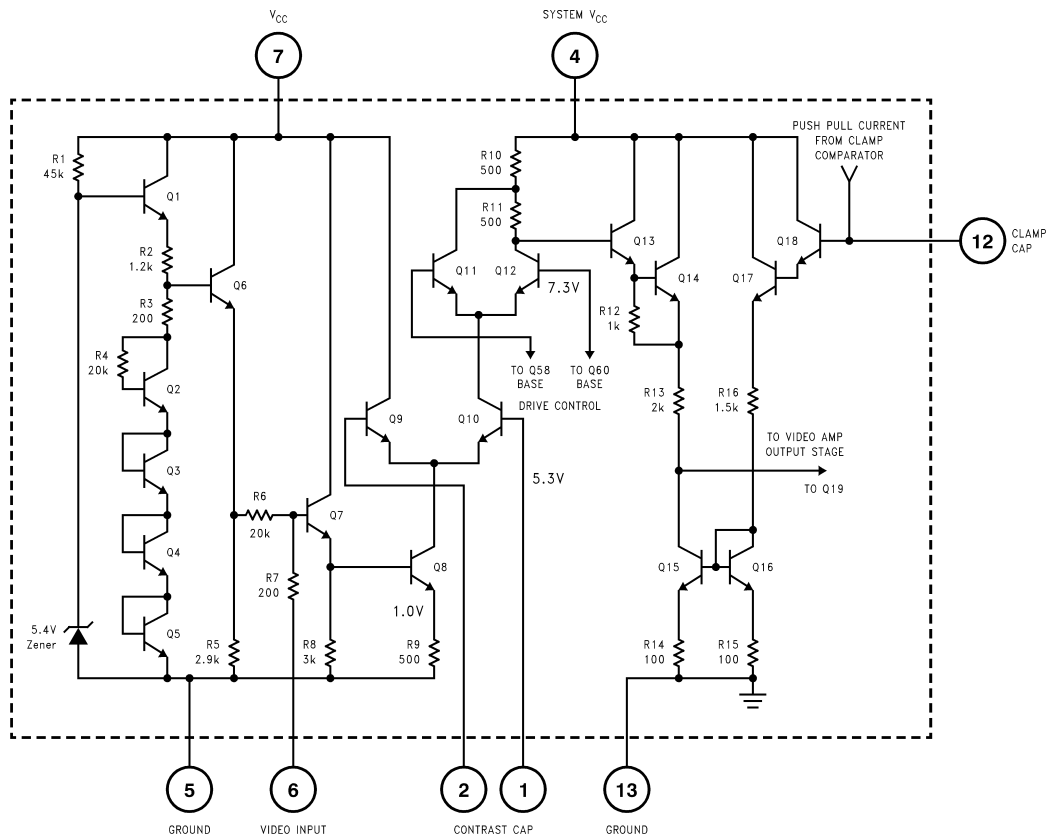 V_CC
SYSTEM V_CC
7
4
PUSH PULL CURRENT
FROM CLAMP
COMPARATOR
R1
45k
R10
500
Q1
R11
500
R2
1.2k
Q13
Q18
12
CLAMP
CAP
Q6
Q11
Q12
Q14
Q17
7.3V
R3
200
R12
1k
R4
20k
TO Q58
BASE
TO Q60
BASE
Q2
R13
2k
R16
1.5k
DRIVE CONTROL
Q9
Q10
TO VIDEO AMP
OUTPUT STAGE
Q3
5.3V
TO Q19
R6
20k
Q7
Q4
Q8
Q15
Q16
R7
200
1.0V
5.4V
Zener
Q5
R5
2.9k
R8
3k
R9
500
R14
100
R15
100
5
6
2
1
13
GROUND
VIDEO INPUT
CONTRAST CAP
GROUND